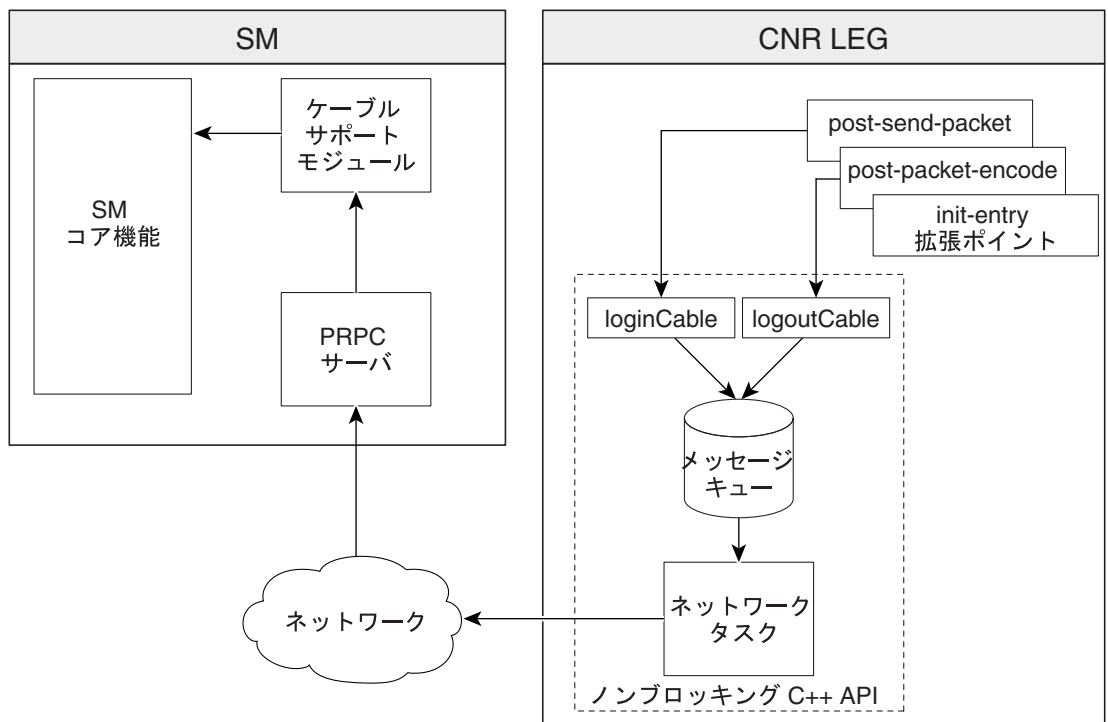 SM
CNR LEG
ケーブル
サポート
モジュール
SM
コア機能
PRPC
サーバ
post-send-packet
post-packet-encode
init-entry
拡張ポイント
loginCable
logoutCable
メッセージ
キュー
ネットワーク
タスク
ノンブロッキング C++ API
ネットワーク